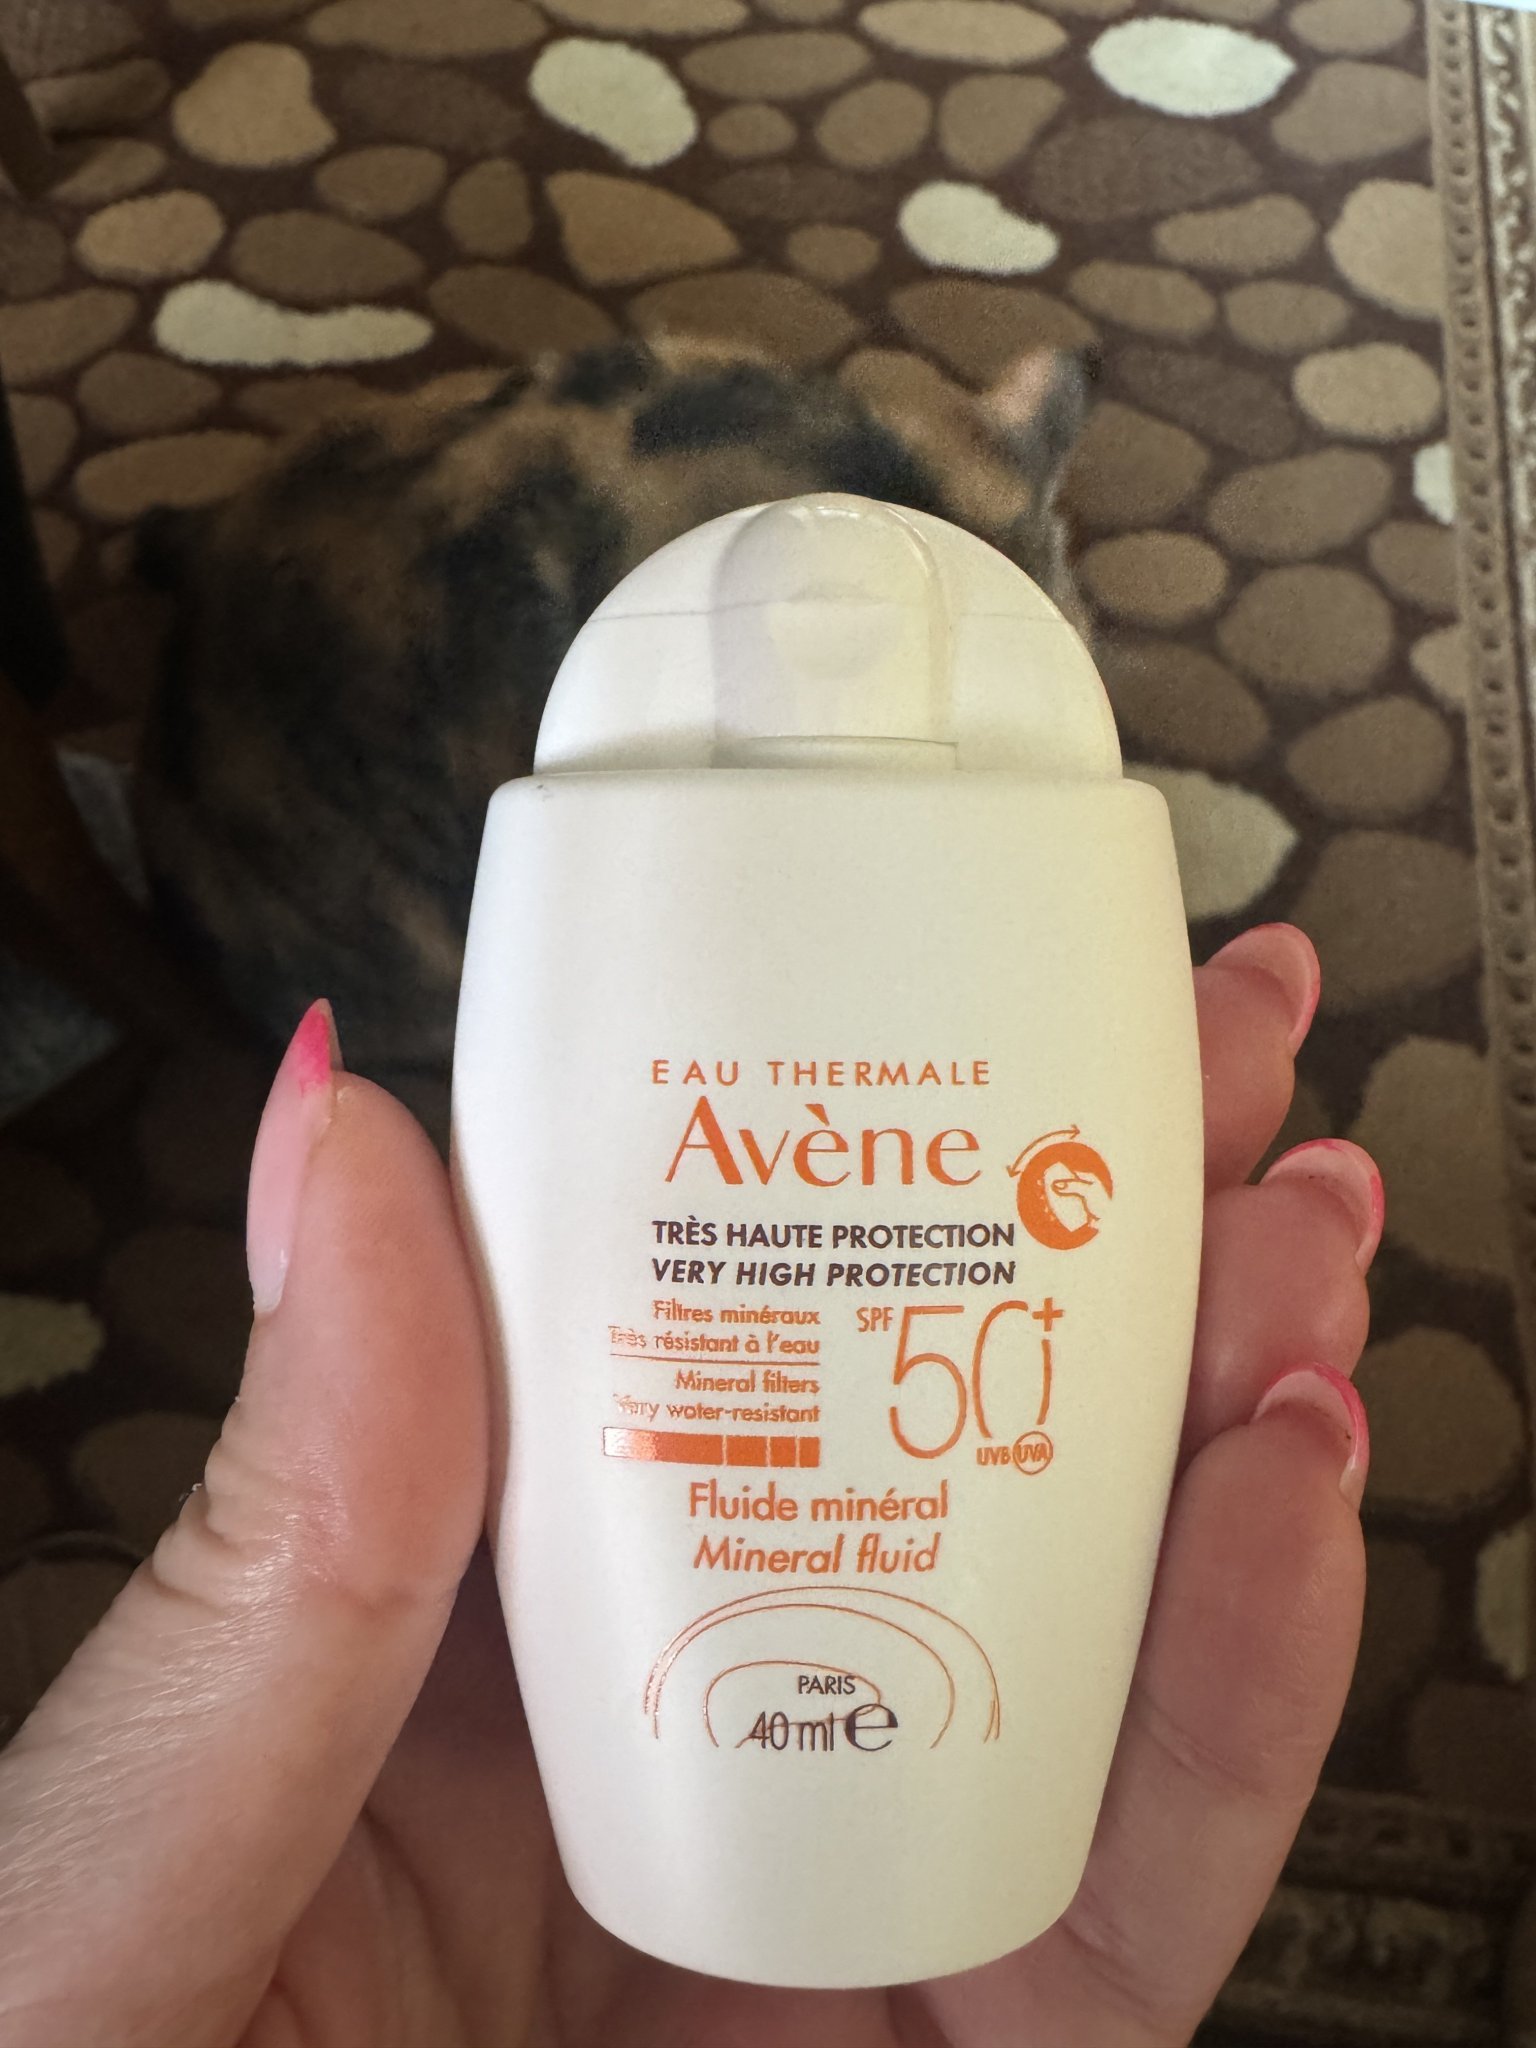 EAU THERMALE
Avène
TRÈS HAUTE PROTECTION
VERY HIGH PROTECTION
Filtres minéraux
Très résistant à l'eau
Mineral filters
Very water-resistant
SPF 50+
UVB UVA
Fluide minéral
Mineral fluid
PARIS
40 ml e